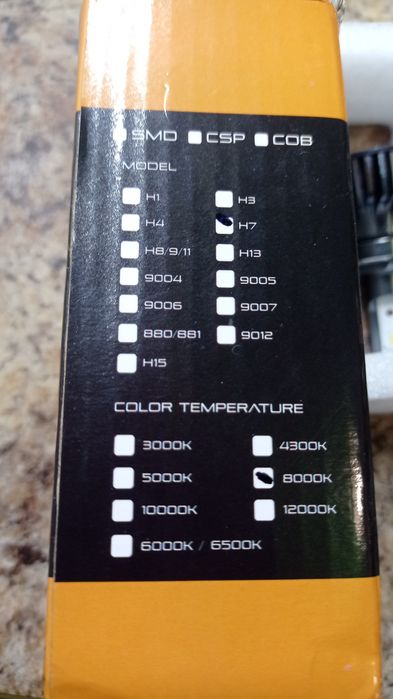 SMD CSP COB
MODEL
H1 H3
H4 H7
H8/9/11 H13
9004 9005
9006 9007
880/881 9012
H15
COLOR TEMPERATURE
3000K 4300K
5000K 8000K
10000K 12000K
6000K / 6500K